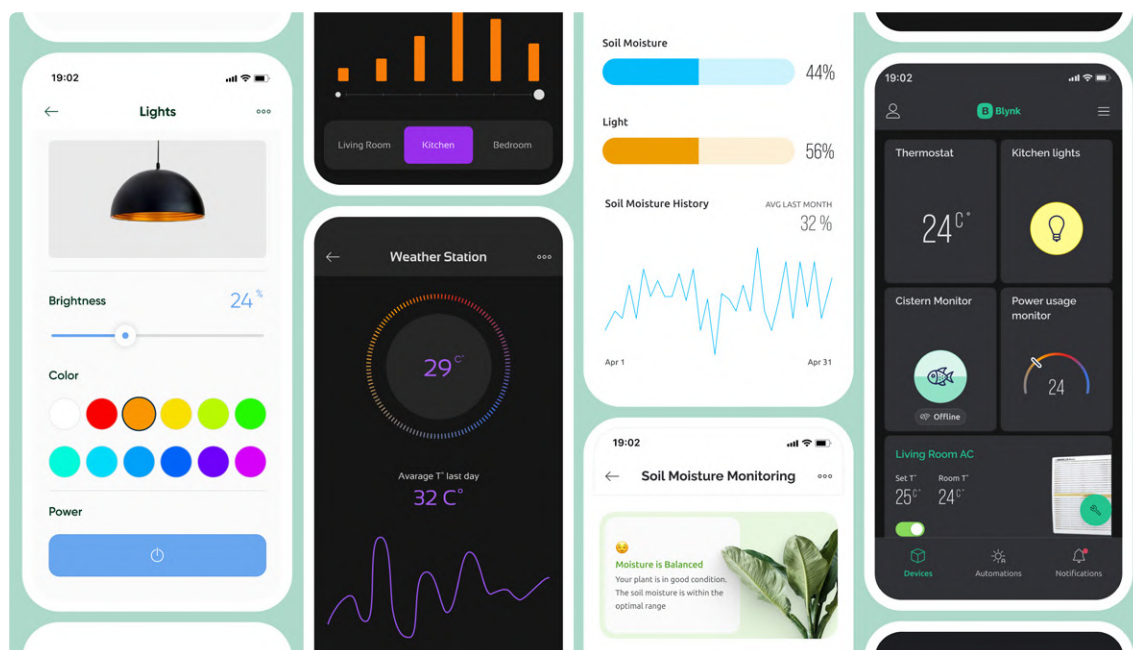 19:02
Lights
Brightness
24 %
Color
Power
Living Room
Kitchen
Bedroom
Weather Station
29 C°
Avarage T° last day
32 C°
Soil Moisture
44%
Light
56%
Soil Moisture History
AVG LAST MONTH
32 %
Apr 1
Apr 31
19:02
Soil Moisture Monitoring
Moisture is Balanced
Your plant is in good condition.
The soil moisture is within the
optimal range
19:02
B Blynk
Thermostat
24 C°
Kitchen lights
Cistern Monitor
Offline
Power usage
monitor
24
Living Room AC
Set T°
Room T°
25 C°
24 C°
Devices
Automations
Notifications